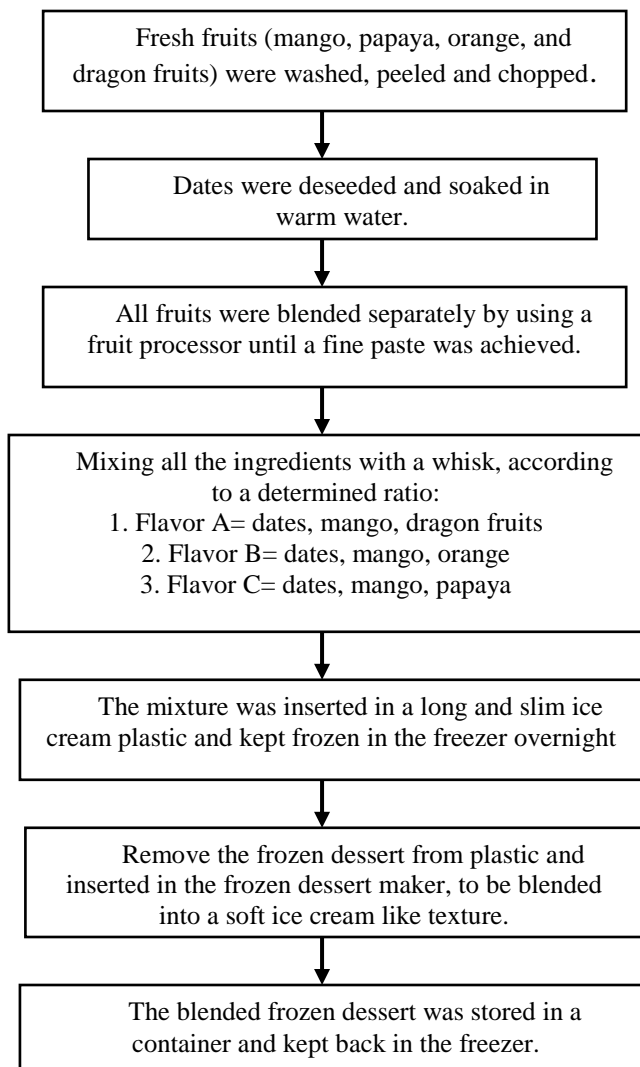 Fresh fruits (mango, papaya, orange, and
dragon fruits) were washed, peeled and chopped.
Dates were deseeded and soaked in
warm water.
All fruits were blended separately by using a
fruit processor until a fine paste was achieved.
Mixing all the ingredients with a whisk, according
to a determined ratio:
1. Flavor A= dates, mango, dragon fruits
2. Flavor B= dates, mango, orange
3. Flavor C= dates, mango, papaya
The mixture was inserted in a long and slim ice
cream plastic and kept frozen in the freezer overnight
Remove the frozen dessert from plastic and
inserted in the frozen dessert maker, to be blended
into a soft ice cream like texture.
The blended frozen dessert was stored in a
container and kept back in the freezer.